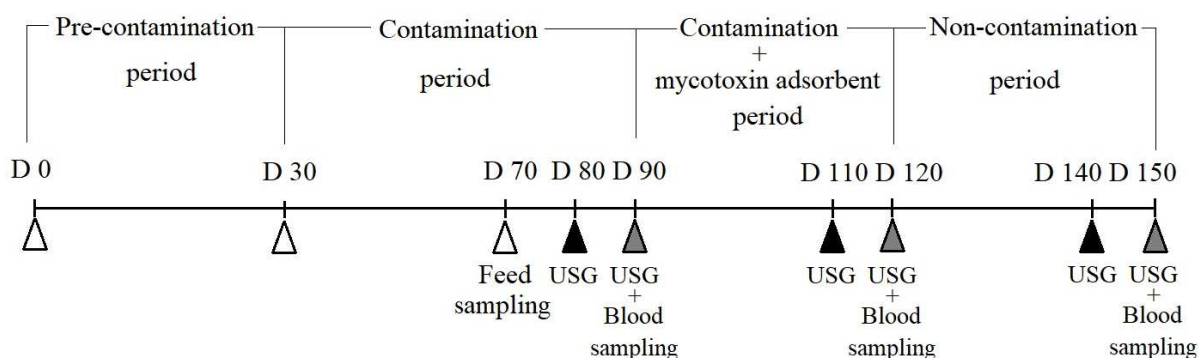 Pre-contamination
period
Contamination
period
Contamination
+
mycotoxin adsorbent
period
Non-contamination
period
D 0
D 30
D 70
D 80
D 90
D 110
D 120
D 140
D 150
Feed
sampling
USG
USG
+
Blood
sampling
USG
USG
+
Blood
sampling
USG
USG
+
Blood
sampling